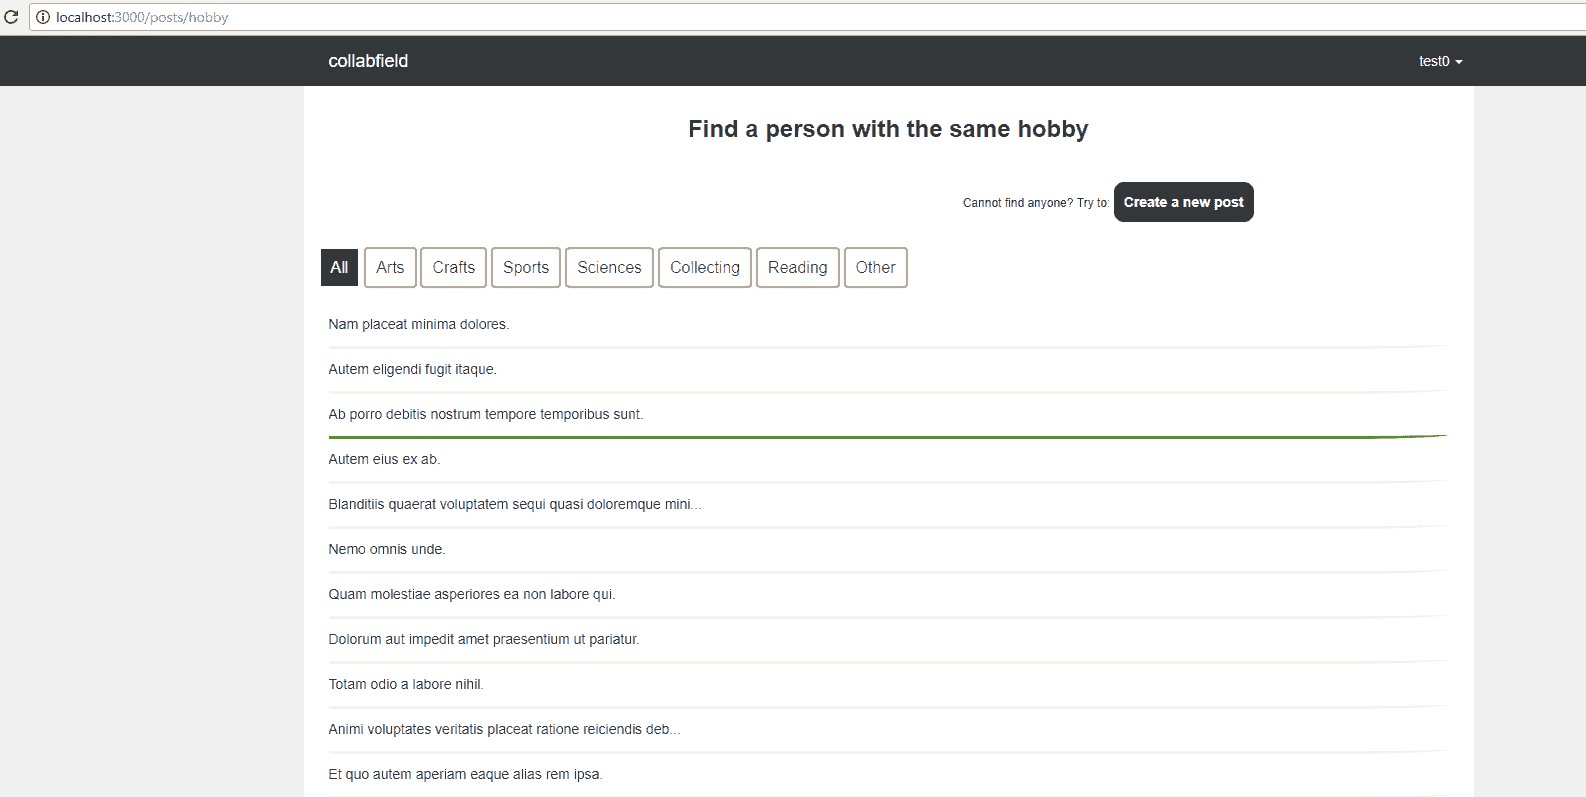 localhost:3000/posts/hobby
collabfield
test0
Find a person with the same hobby
Cannot find anyone? Try to: Create a new post
All Arts Crafts Sports Sciences Collecting Reading Other
Nam placeat minima dolores.
Autem eligendi fugit itaque.
Ab porro debitis nostrum tempore temporibus sunt.
Autem eius ex ab.
Blanditiis quaerat voluptatem sequi quasi doloremque mini...
Nemo omnis unde.
Quam molestiae asperiores ea non labore qui.
Dolorum aut impedit amet praesentium ut pariatur.
Totam odio a labore nihil.
Animi voluptates veritatis placeat ratione reiciendis deb...
Et quo autem aperiam eaque alias rem ipsa.